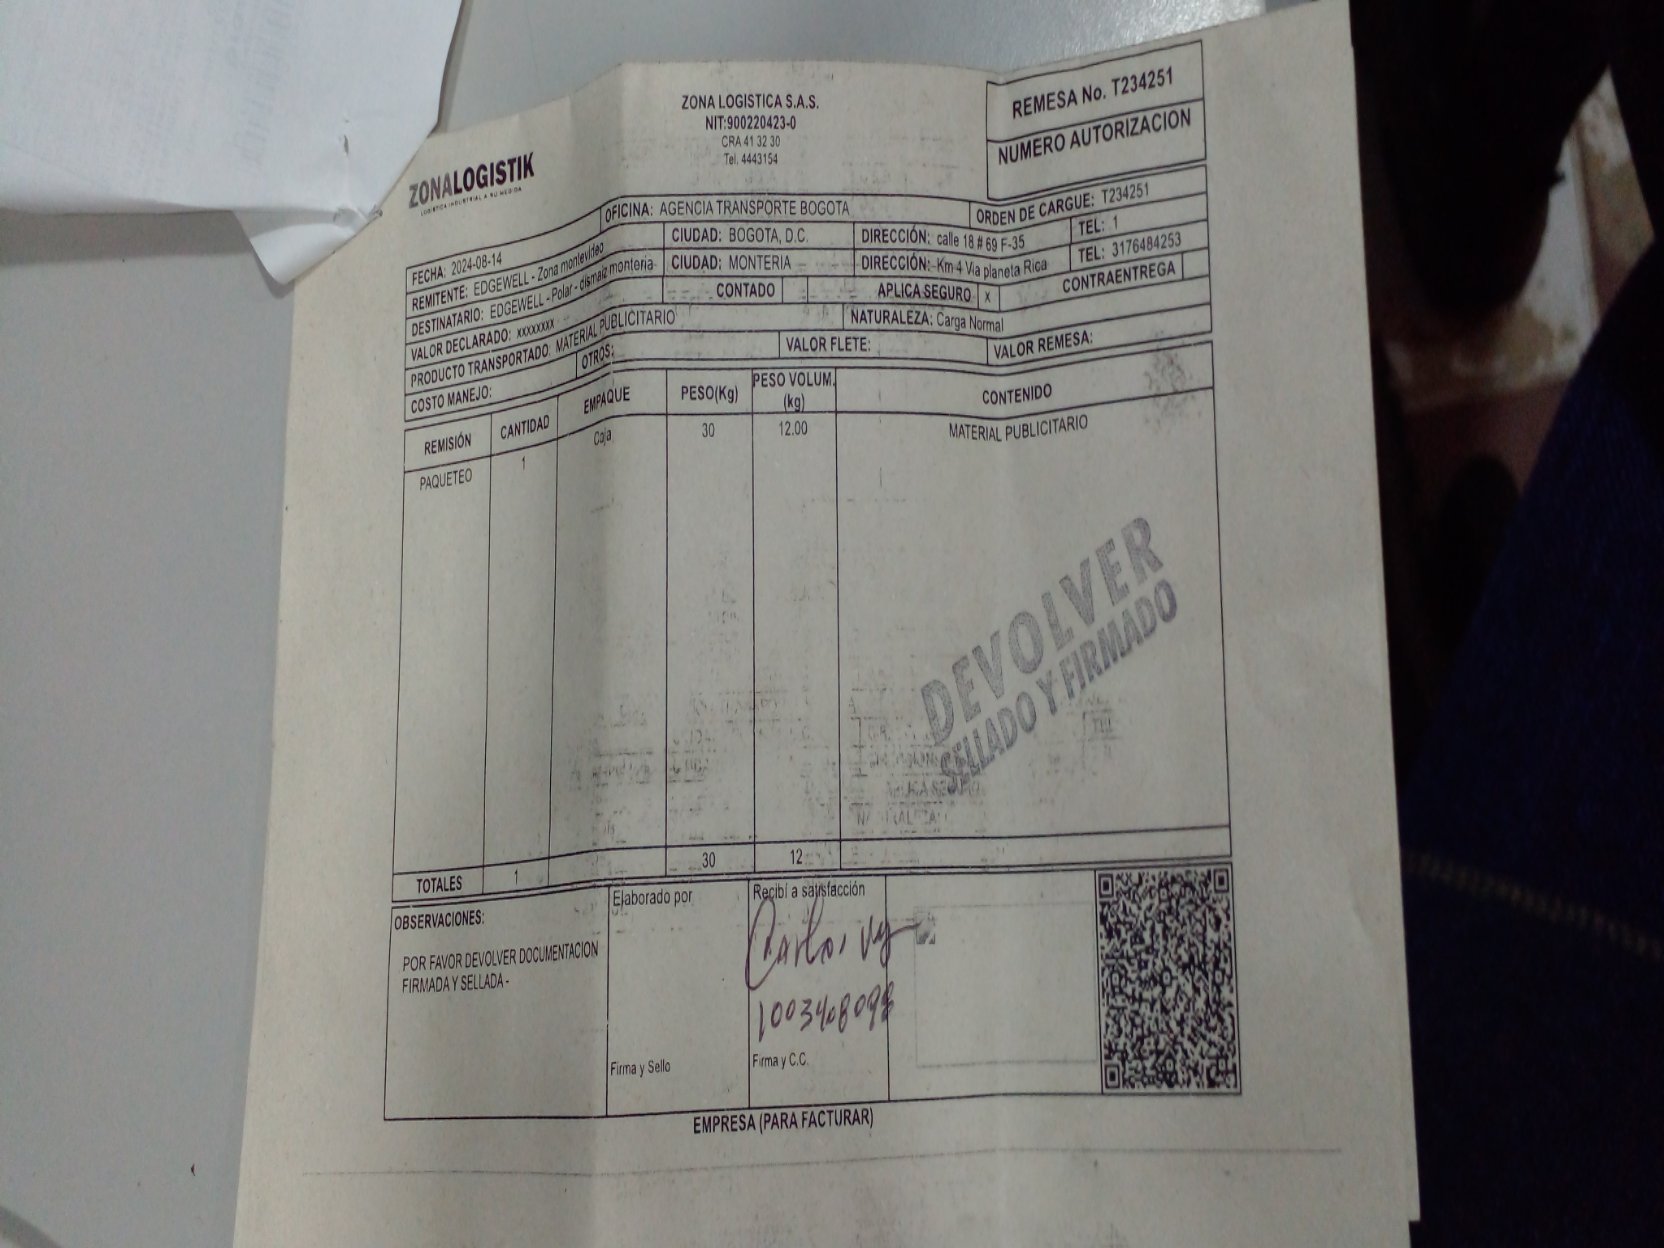 ZONA LOGISTICA S.A.S.
NIT:900220423-0
CRA 41 32 30
Tel. 4443154
REMESA No. T234251
NUMERO AUTORIZACION
ZONALOGISTIK
LOGISTICA INDUSTRIAL A SU MEDIDA
FECHA: 2024-08-14 OFICINA: AGENCIA TRANSPORTE BOGOTA ORDEN DE CARGUE: T234251
REMITENTE: EDGEWELL - Zona montevideo CIUDAD: BOGOTA, D.C. DIRECCIÓN: calle 18 # 69 F-35 TEL: 1
DESTINATARIO: EDGEWELL - Polar - dismaiz monteria CIUDAD: MONTERIA DIRECCIÓN: Km 4 Via planeta Rica TEL: 3176484253
VALOR DECLARADO: xxxxxxxx CONTADO APLICA SEGURO x CONTRAENTREGA
PRODUCTO TRANSPORTADO: MATERIAL PUBLICITARIO NATURALEZA: Carga Normal
COSTO MANEJO: OTROS: VALOR FLETE: VALOR REMESA:
REMISIÓN CANTIDAD EMPAQUE PESO(Kg) PESO VOLUM. (kg) CONTENIDO
PAQUETEO 1 Caja 30 12.00 MATERIAL PUBLICITARIO
DEVOLVER
SELLADO Y FIRMADO
TOTALES 1 30 12
OBSERVACIONES:
POR FAVOR DEVOLVER DOCUMENTACION
FIRMADA Y SELLADA -
Elaborado por
Firma y Sello
Recibí a satisfacción
Carlos
Firma y C.C.
EMPRESA (PARA FACTURAR)